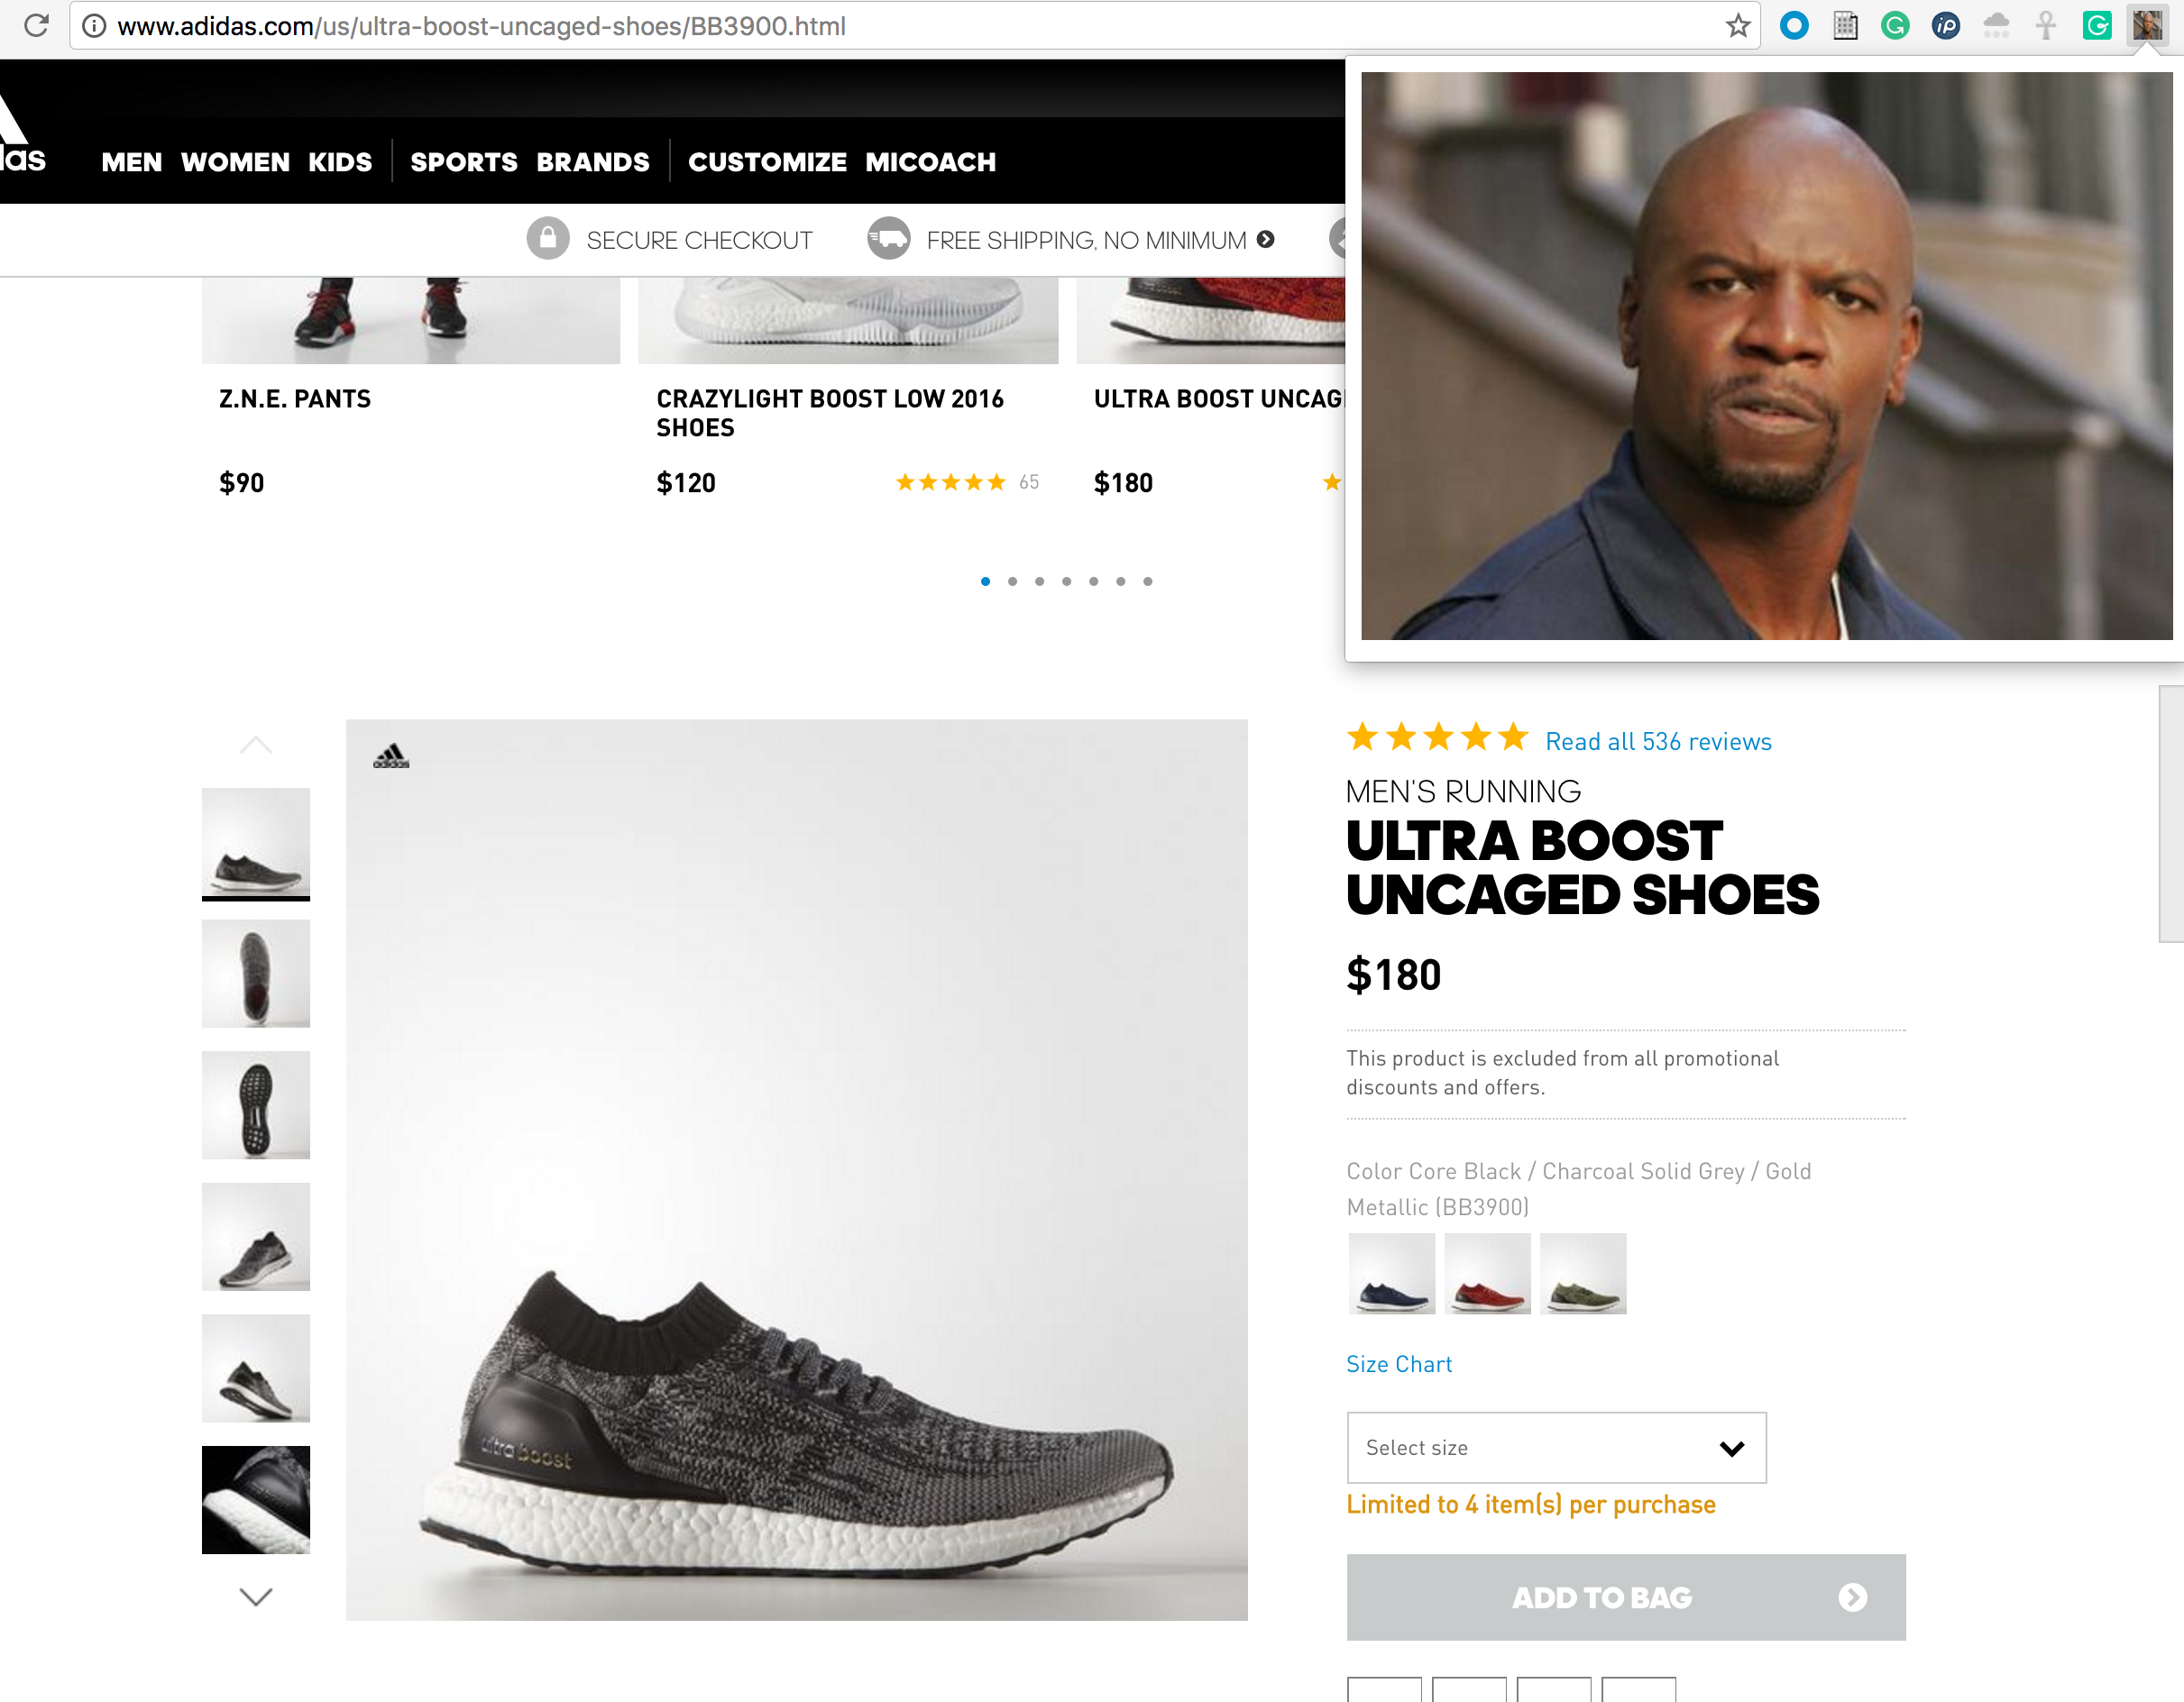 www.adidas.com/us/ultra-boost-uncaged-shoes/BB3900.html
MEN WOMEN KIDS SPORTS BRANDS CUSTOMIZE MICOACH
SECURE CHECKOUT FREE SHIPPING, NO MINIMUM
Z.N.E. PANTS
$90
CRAZYLIGHT BOOST LOW 2016
SHOES
$120 65
ULTRA BOOST
$180
adidas
ultra boost
Read all 536 reviews
MEN'S RUNNING
ULTRA BOOST
UNCAGED SHOES
$180
This product is excluded from all promotional
discounts and offers.
Color Core Black / Charcoal Solid Grey / Gold
Metallic (BB3900)
Size Chart
Select size
Limited to 4 item(s) per purchase
ADD TO BAG